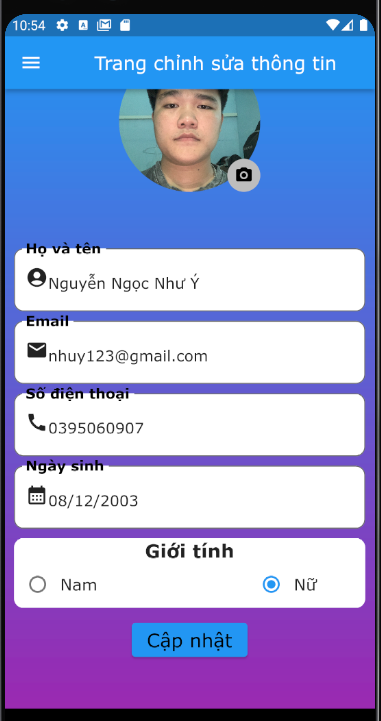 10:54
Trang chỉnh sửa thông tin
Họ và tên
Nguyễn Ngọc Như Ý
Email
nhuy123@gmail.com
Số điện thoại
0395060907
Ngày sinh
08/12/2003
Giới tính
Nam Nữ
Cập nhật